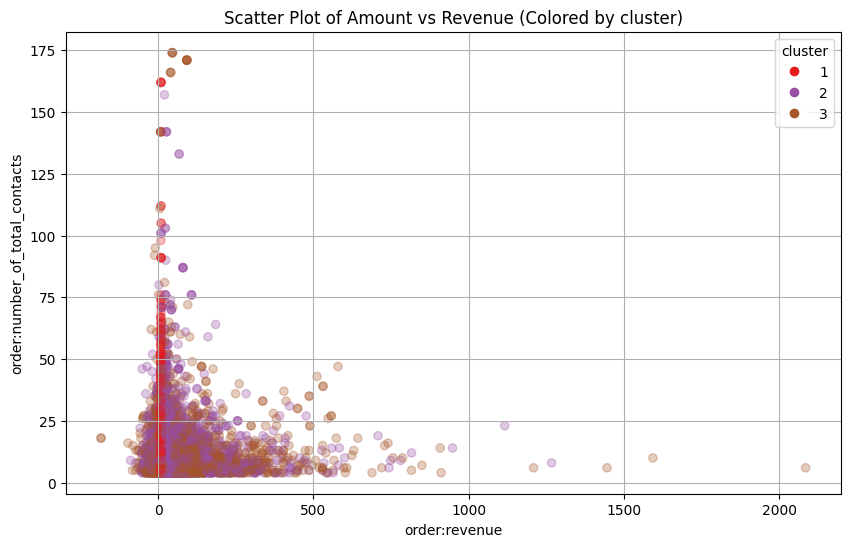 Scatter Plot of Amount vs Revenue (Colored by cluster)
cluster
1
2
3
175
150
125
100
75
50
25
0
order:number_of_total_contacts
0 500 1000 1500 2000
order:revenue